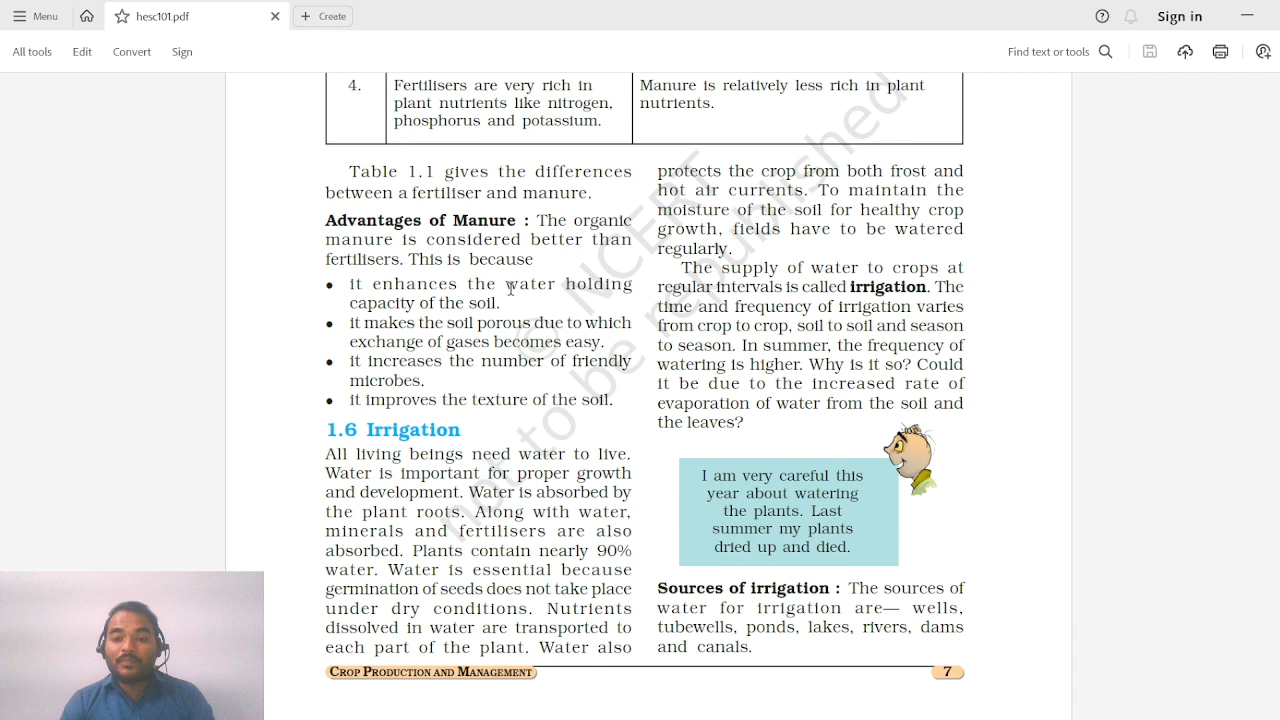 Menu
hesc101.pdf
Create
Sign in
All tools
Edit
Convert
Sign
Find text or tools
4.
Fertilisers are very rich in
plant nutrients like nitrogen,
phosphorus and potassium.
Manure is relatively less rich in plant
nutrients.
Table 1.1 gives the differences
between a fertiliser and manure.
Advantages of Manure : The organic
manure is considered better than
fertilisers. This is because
• it enhances the water holding
capacity of the soil.
• it makes the soil porous due to which
exchange of gases becomes easy.
• it increases the number of friendly
microbes.
• it improves the texture of the soil.
1.6 Irrigation
All living beings need water to live.
Water is important for proper growth
and development. Water is absorbed by
the plant roots. Along with water,
minerals and fertilisers are also
absorbed. Plants contain nearly 90%
water. Water is essential because
germination of seeds does not take place
under dry conditions. Nutrients
dissolved in water are transported to
each part of the plant. Water also
protects the crop from both frost and
hot air currents. To maintain the
moisture of the soil for healthy crop
growth, fields have to be watered
regularly.
The supply of water to crops at
regular intervals is called irrigation. The
time and frequency of irrigation varies
from crop to crop, soil to soil and season
to season. In summer, the frequency of
watering is higher. Why is it so? Could
it be due to the increased rate of
evaporation of water from the soil and
the leaves?
I am very careful this
year about watering
the plants. Last
summer my plants
dried up and died.
Sources of irrigation : The sources of
water for irrigation are— wells,
tubewells, ponds, lakes, rivers, dams
and canals.
CROP PRODUCTION AND MANAGEMENT
7
© NCERT
not to be republished